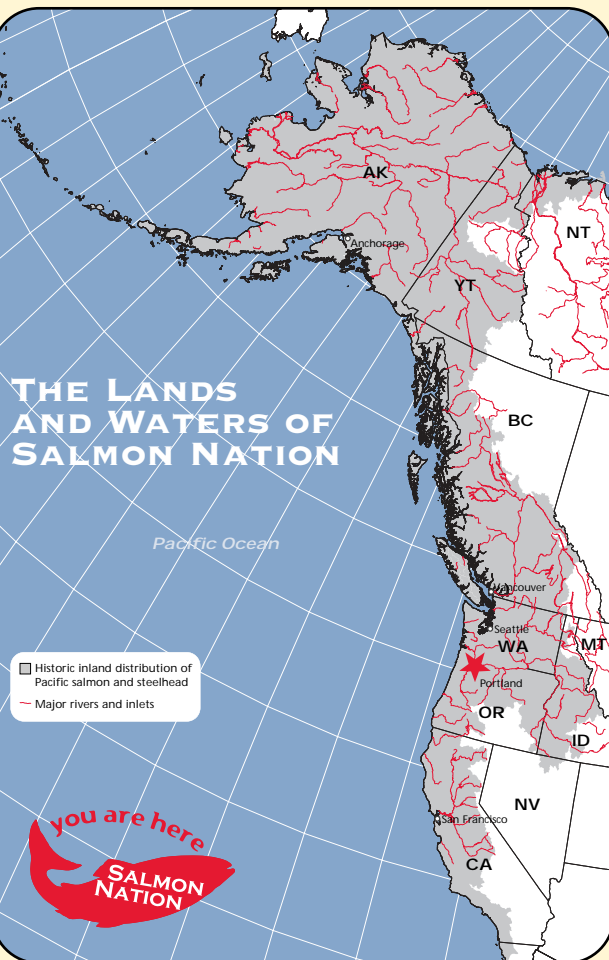 AK
Anchorage
NT
YT
THE LANDS
AND WATERS OF
SALMON NATION
BC
Pacific Ocean
Vancouver
Seattle
WA
MT
Portland
OR
ID
Historic inland distribution of
Pacific salmon and steelhead
Major rivers and inlets
NV
San Francisco
CA
you are here
SALMON
NATION